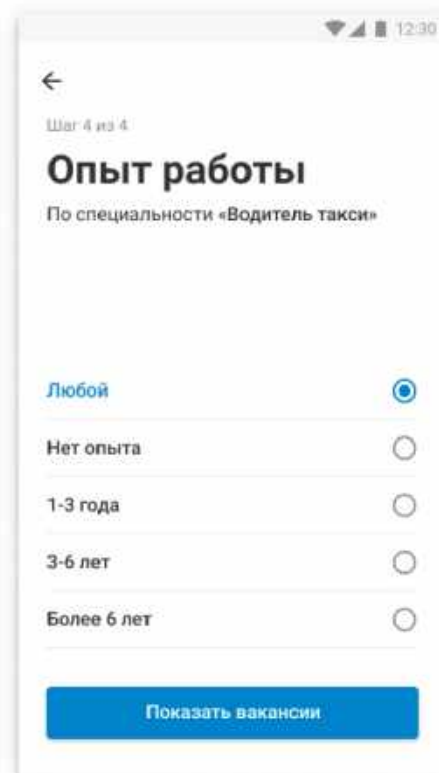 12:30
Шаг 4 из 4
Опыт работы
По специальности «Водитель такси»
Любой
Нет опыта
1-3 года
3-6 лет
Более 6 лет
Показать вакансии